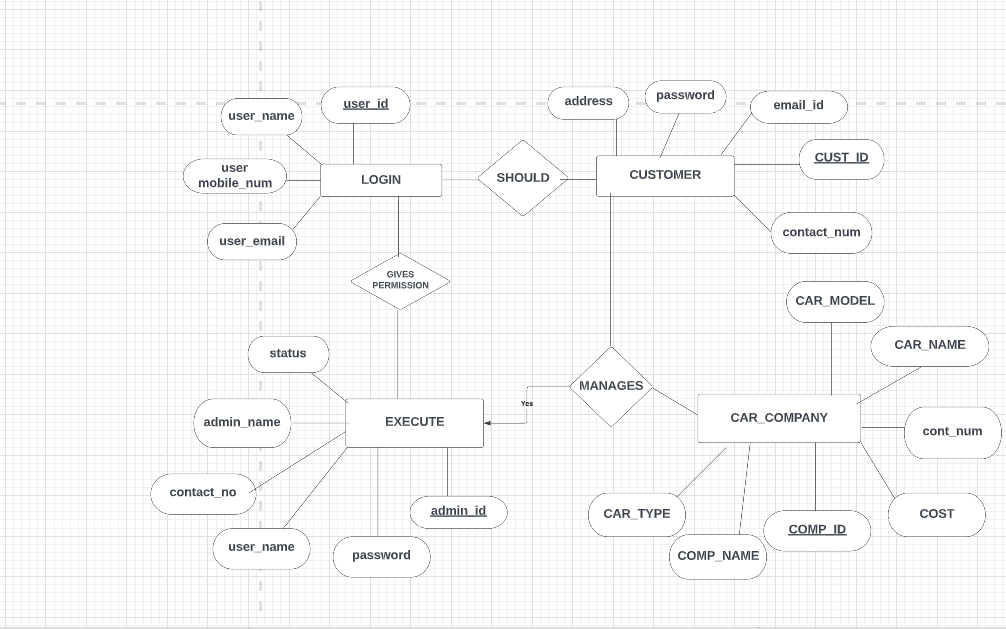 user_name
user_id
user
mobile_num
user_email
LOGIN
SHOULD
address
password
email_id
CUSTOMER
CUST_ID
contact_num
GIVES
PERMISSION
CAR_MODEL
status
CAR_NAME
MANAGES
Yes
admin_name
EXECUTE
CAR_COMPANY
cont_num
contact_no
admin_id
CAR_TYPE
COMP_ID
COST
user_name
password
COMP_NAME